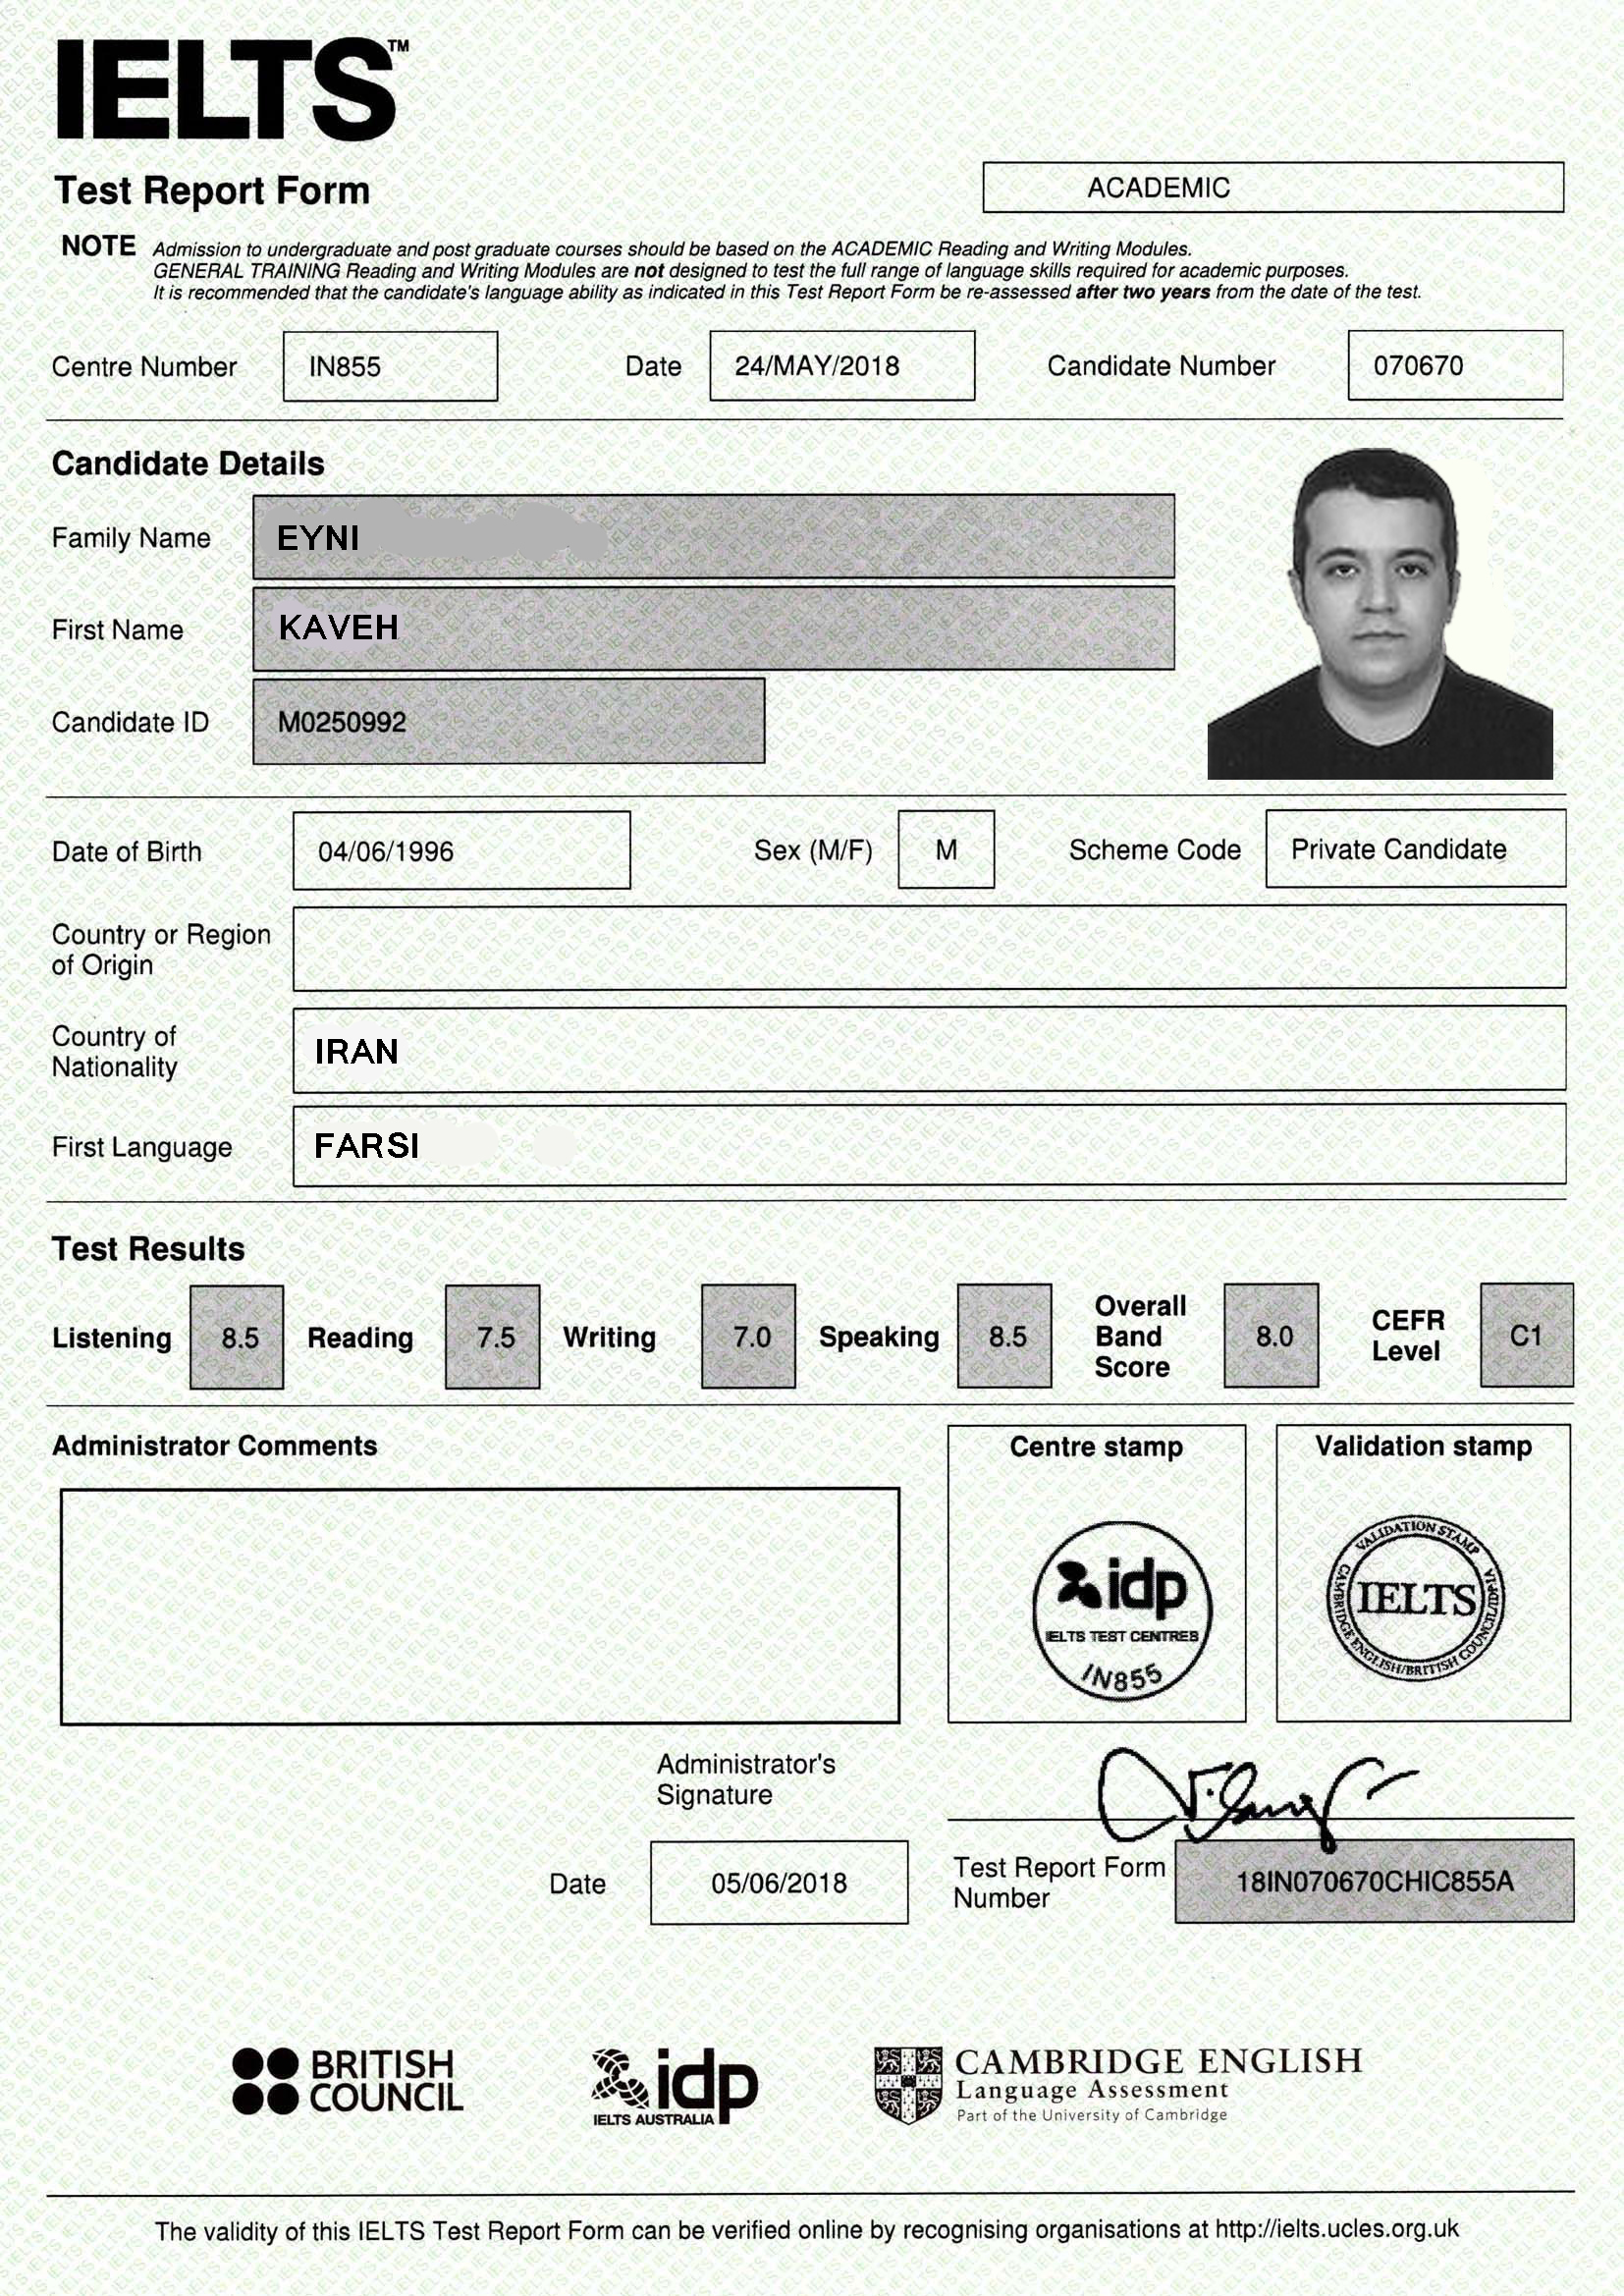 IELTS™
Test Report Form
ACADEMIC
NOTE Admission to undergraduate and post graduate courses should be based on the ACADEMIC Reading and Writing Modules.
GENERAL TRAINING Reading and Writing Modules are not designed to test the full range of language skills required for academic purposes.
It is recommended that the candidate's language ability as indicated in this Test Report Form be re-assessed after two years from the date of the test.
Centre Number IN855 Date 24/MAY/2018 Candidate Number 070670
Candidate Details
Family Name EYNI
First Name KAVEH
Candidate ID M0250992
Date of Birth 04/06/1996 Sex (M/F) M Scheme Code Private Candidate
Country or Region
of Origin
Country of
Nationality
IRAN
First Language FARSI
Test Results
Listening 8.5 Reading 7.5 Writing 7.0 Speaking 8.5 Overall Band Score 8.0 CEFR Level C1
Administrator Comments
Centre stamp
idp
IELTS TEST CENTRES
IN855
Validation stamp
VALIDATION STAMP
IELTS
CAMBRIDGE ENGLISH/BRITISH COUNCIL/IDP:IA
Administrator's
Signature
Date 05/06/2018
Test Report Form
Number
18IN070670CHIC855A
BRITISH
COUNCIL
idp
IELTS AUSTRALIA
CAMBRIDGE ENGLISH
Language Assessment
Part of the University of Cambridge
The validity of this IELTS Test Report Form can be verified online by recognising organisations at http://ielts.ucles.org.uk